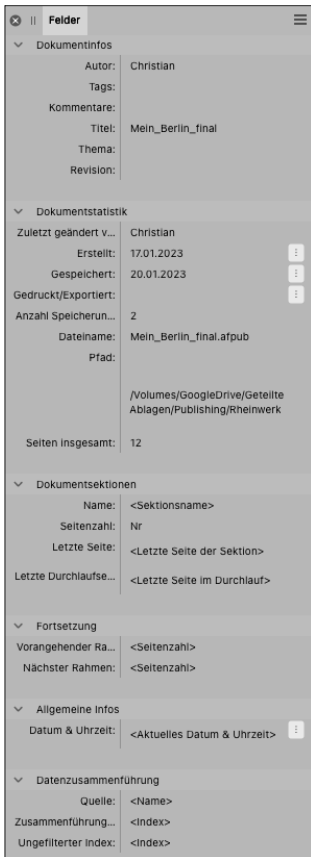 Felder
Dokumentinfos
Autor: Christian
Tags:
Kommentare:
Titel: Mein_Berlin_final
Thema:
Revision:
Dokumentstatistik
Zuletzt geändert v... Christian
Erstellt: 17.01.2023
Gespeichert: 20.01.2023
Gedruckt/Exportiert:
Anzahl Speicherun... 2
Dateiname: Mein_Berlin_final.afpub
Pfad:
/Volumes/GoogleDrive/Geteilte
Ablagen/Publishing/Rheinwerk
Seiten insgesamt: 12
Dokumentsektionen
Name: <Sektionsname>
Seitenzahl: Nr
Letzte Seite: <Letzte Seite der Sektion>
Letzte Durchlaufse... <Letzte Seite im Durchlauf>
Fortsetzung
Vorangehender Ra... <Seitenzahl>
Nächster Rahmen: <Seitenzahl>
Allgemeine Infos
Datum & Uhrzeit: <Aktuelles Datum & Uhrzeit>
Datenzusammenführung
Quelle: <Name>
Zusammenführung... <Index>
Ungefilterter Index: <Index>